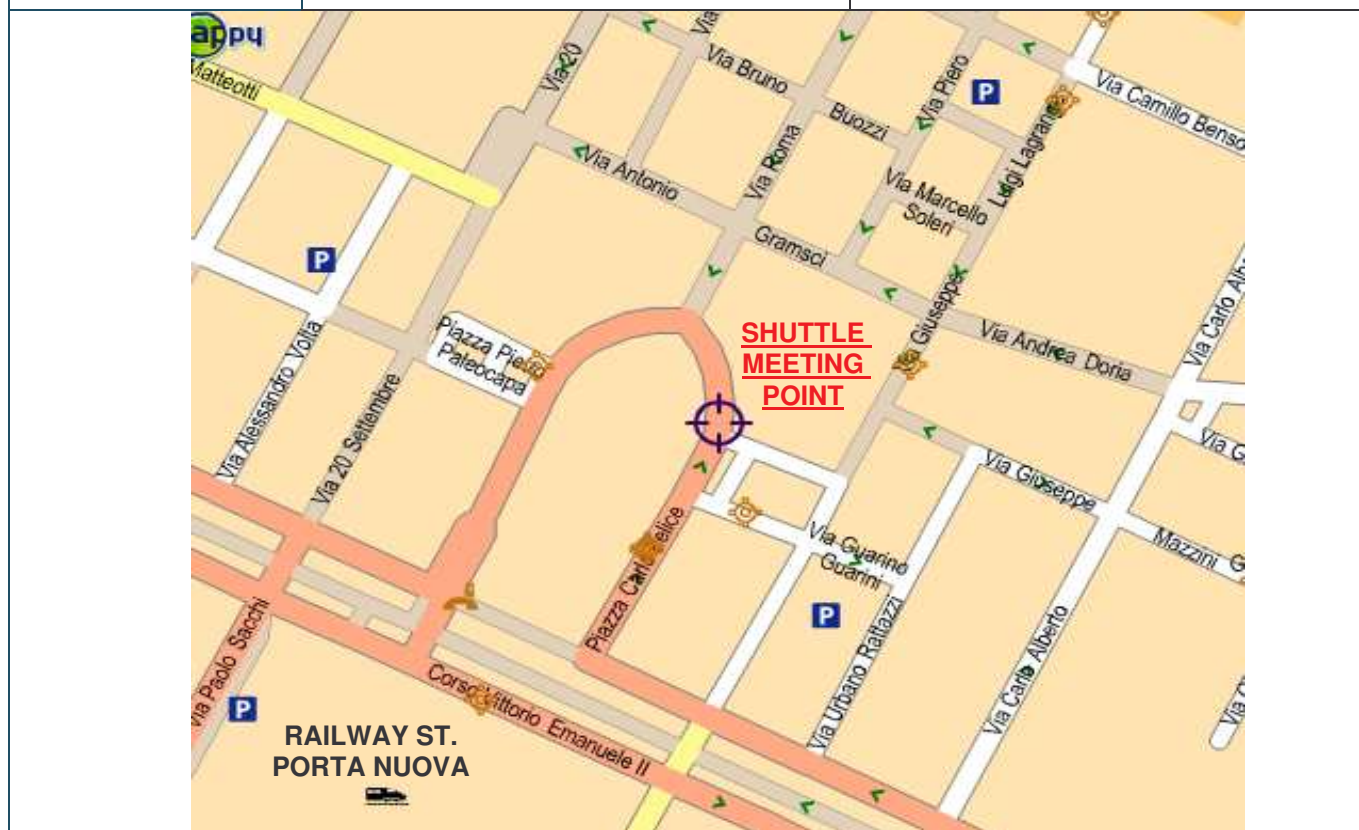 appy
Matteotti
Via 20
Via
Via Bruno
Buozzi
Via Piero
P
Via Camillo Benso
Via Antonio
Gramsci
Via Roma
Via Marcello
Soleri
Luigi Lagrange
P
Piazza Pietro
Paleocapa
Via Alessandro Volta
Via 20 Settembre
SHUTTLE
MEETING
POINT
Giuseppe
Via Andrea Doria
Via Carlo Alb
Via G
Via Giuseppe
Mazzini
G
Via Guarino
Guarini
Piazza Carlo Felice
P
Via Urbano Rattazzi
Via Carlo Alberto
Via Paolo Sacchi
P
Corso Vittorio Emanuele II
RAILWAY ST.
PORTA NUOVA